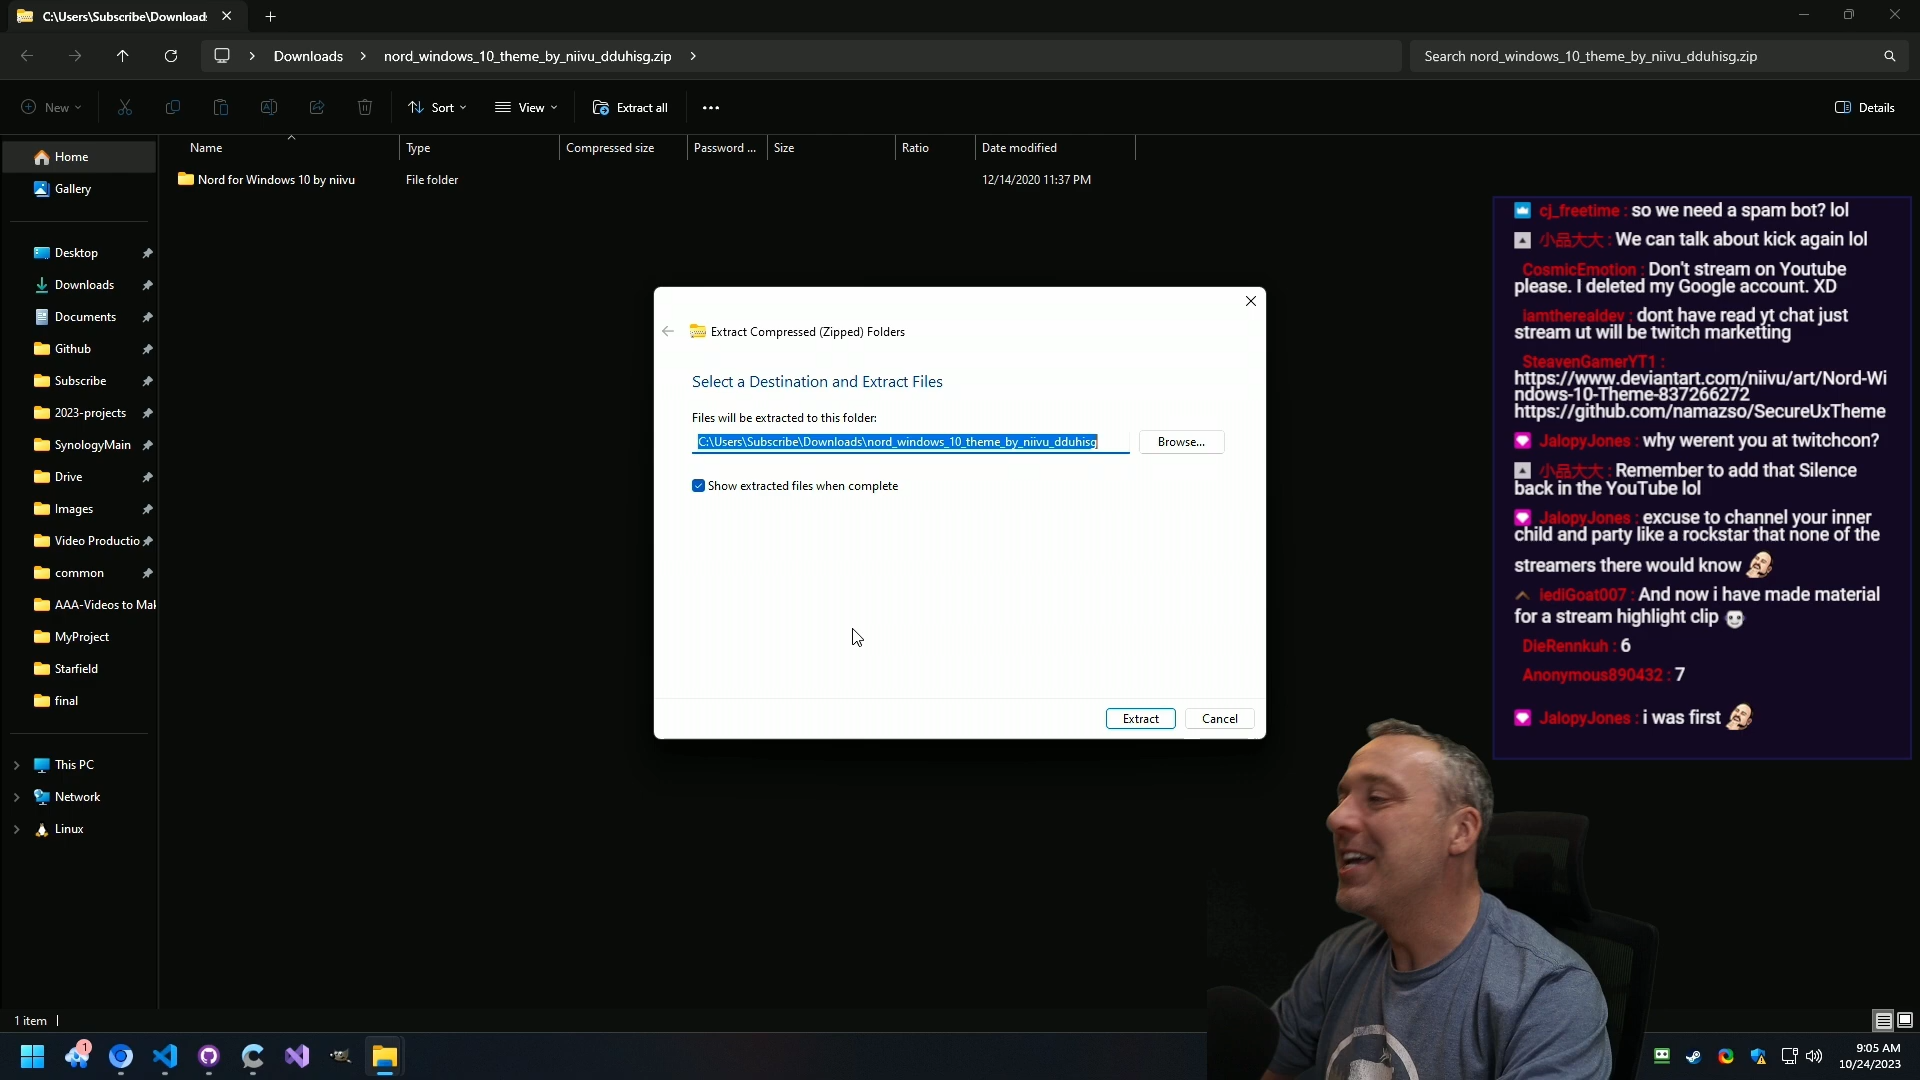 C:\Users\Subscribe\Download:
Downloads
nord_windows_10_theme_by_niivu_dduhisg.zip
Search nord_windows_10_theme_by_niivu_dduhisg.zip
New
Sort
View
Extract all
Details
Name
Type
Compressed size
Password ...
Size
Ratio
Date modified
Nord for Windows 10 by niivu
File folder
12/14/2020 11:37 PM
Home
Gallery
Desktop
Downloads
Documents
Github
Subscribe
2023-projects
SynologyMain
Drive
Images
Video Productio
common
AAA-Videos to Mak
MyProject
Starfield
final
This PC
Network
Linux
Extract Compressed (Zipped) Folders
Select a Destination and Extract Files
Files will be extracted to this folder:
C:\Users\Subscribe\Downloads\nord_windows_10_theme_by_niivu_dduhisg
Browse...
Show extracted files when complete
Extract
Cancel
cj_freetime : so we need a spam bot? lol
小品大大 : We can talk about kick again lol
CosmicEmotion : Don't stream on Youtube
please. I deleted my Google account. XD
iamtherealdev : dont have read yt chat just
stream ut will be twitch marketting
SteavenGamerYT1 :
https://www.deviantart.com/niivu/art/Nord-Wi
ndows-10-Theme-837266272
https://github.com/namazso/SecureUxTheme
JalopyJones : why werent you at twitchcon?
小品大大 : Remember to add that Silence
back in the YouTube lol
JalopyJones : excuse to channel your inner
child and party like a rockstar that none of the
streamers there would know
iediGoat007 : And now i have made material
for a stream highlight clip
DieRennkuh : 6
Anonymous890432 : 7
JalopyJones : i was first
1 item
1
9:05 AM
10/24/2023